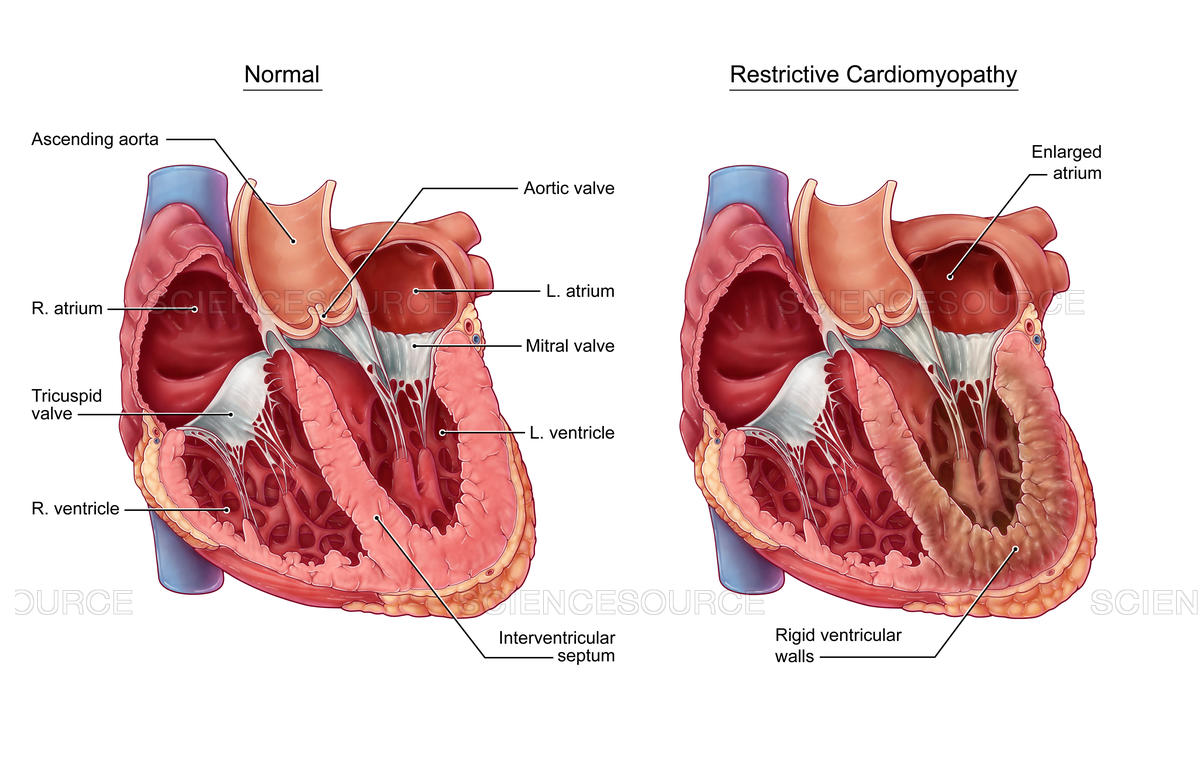 Normal
Restrictive Cardiomyopathy
Ascending aorta
Aortic valve
R. atrium
L. atrium
Mitral valve
Tricuspid
valve
L. ventricle
R. ventricle
Interventricular
septum
Enlarged
atrium
Rigid ventricular
walls
SCIENCESOURCE
SCIENCESOURCE
OURCE
SCIENCESOURCE
SCIEN